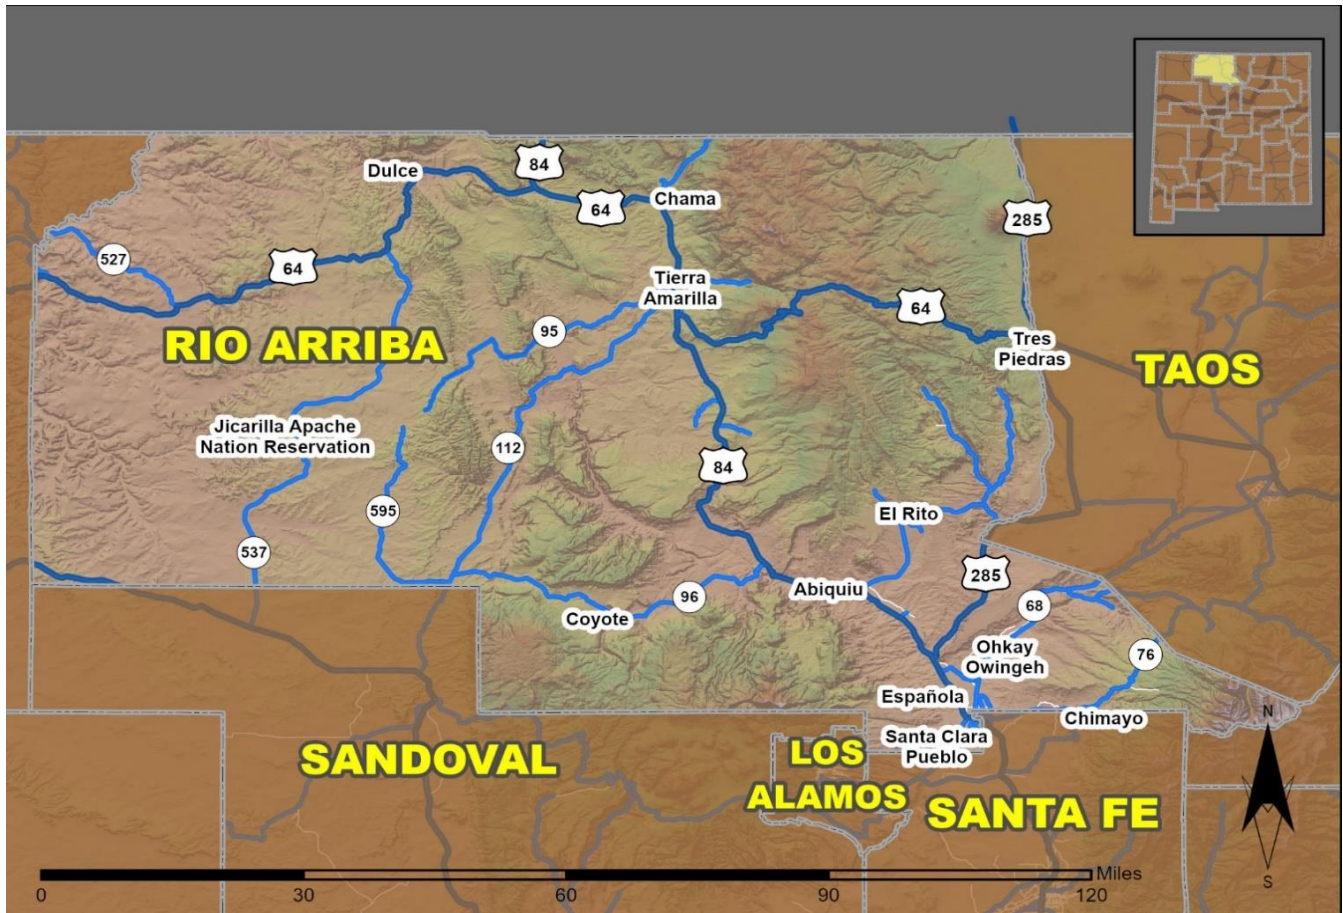 84
Dulce
Chama
64
285
527
64
Tierra
Amarilla
64
95
RIO ARRIBA
Tres
Piedras
TAOS
Jicarilla Apache
Nation Reservation
112
84
595
El Rito
537
285
Abiquiu
96
68
Coyote
Ohkay
Owingeh
76
Española
Chimayo
N
Santa Clara
Pueblo
SANDOVAL
LOS
ALAMOS
SANTA FE
Miles
S
0 30 60 90 120